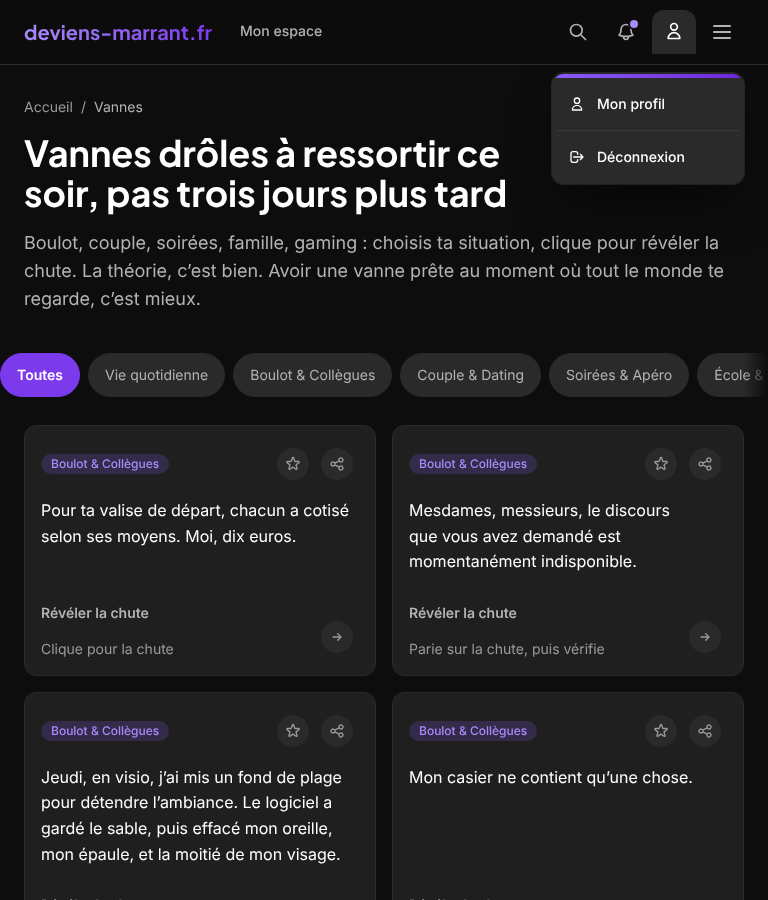 deviens-marrant.fr
Mon espace
Mon profil
Déconnexion
Accueil / Vannes
Vannes drôles à ressortir ce
soir, pas trois jours plus tard
Boulot, couple, soirées, famille, gaming : choisis ta situation, clique pour révéler la
chute. La théorie, c’est bien. Avoir une vanne prête au moment où tout le monde te
regarde, c’est mieux.
Toutes
Vie quotidienne
Boulot & Collègues
Couple & Dating
Soirées & Apéro
École &
Boulot & Collègues
Pour ta valise de départ, chacun a cotisé
selon ses moyens. Moi, dix euros.
Révéler la chute
Clique pour la chute
Boulot & Collègues
Mesdames, messieurs, le discours
que vous avez demandé est
momentanément indisponible.
Révéler la chute
Parie sur la chute, puis vérifie
Boulot & Collègues
Jeudi, en visio, j’ai mis un fond de plage
pour détendre l’ambiance. Le logiciel a
gardé le sable, puis effacé mon oreille,
mon épaule, et la moitié de mon visage.
Boulot & Collègues
Mon casier ne contient qu’une chose.